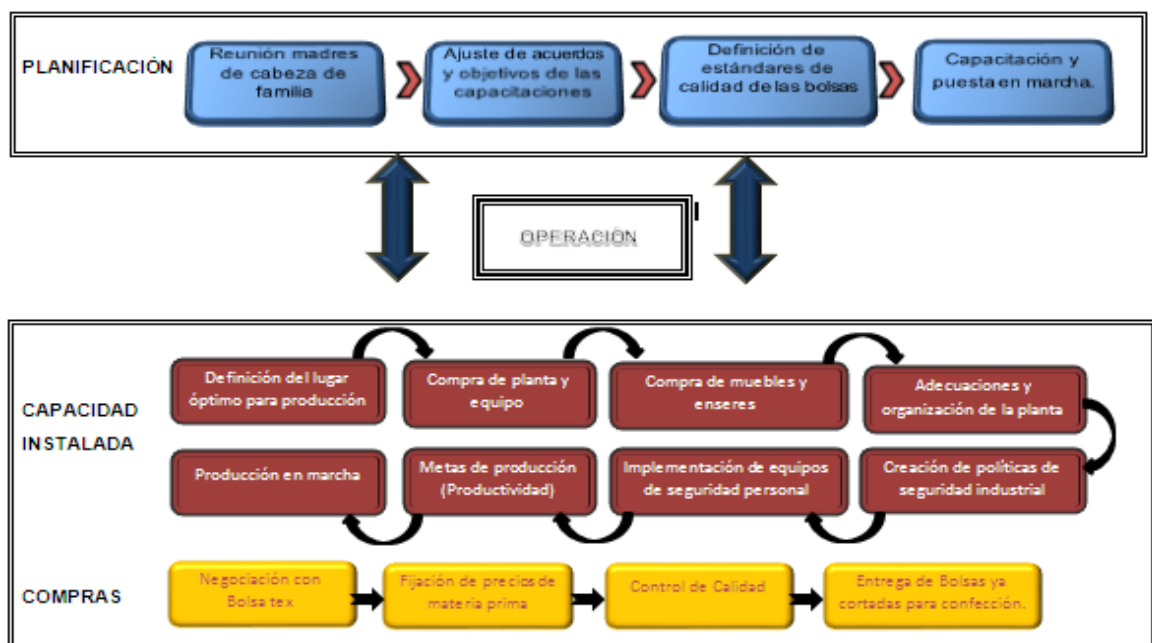 PLANIFICACIÓN
Reunión madres
de cabeza de
familia
Ajuste de acuerdos
y objetivos de las
capacitaciones
Definición de
estándares de
calidad de las bolsas
Capacitación y
puesta en marcha.
OPERACIÓN
CAPACIDAD
INSTALADA
Definición del lugar
óptimo para producción
Compra de planta y
equipo
Compra de muebles y
enseres
Adecuaciones y
organización de la planta
Creación de políticas de
seguridad industrial
Implementación de equipos
de seguridad personal
Metas de producción
(Productividad)
Producción en marcha
COMPRAS
Negociación con
Bolsa tex
Fijación de precios de
materia prima
Control de Calidad
Entrega de Bolsas ya
cortadas para confección.